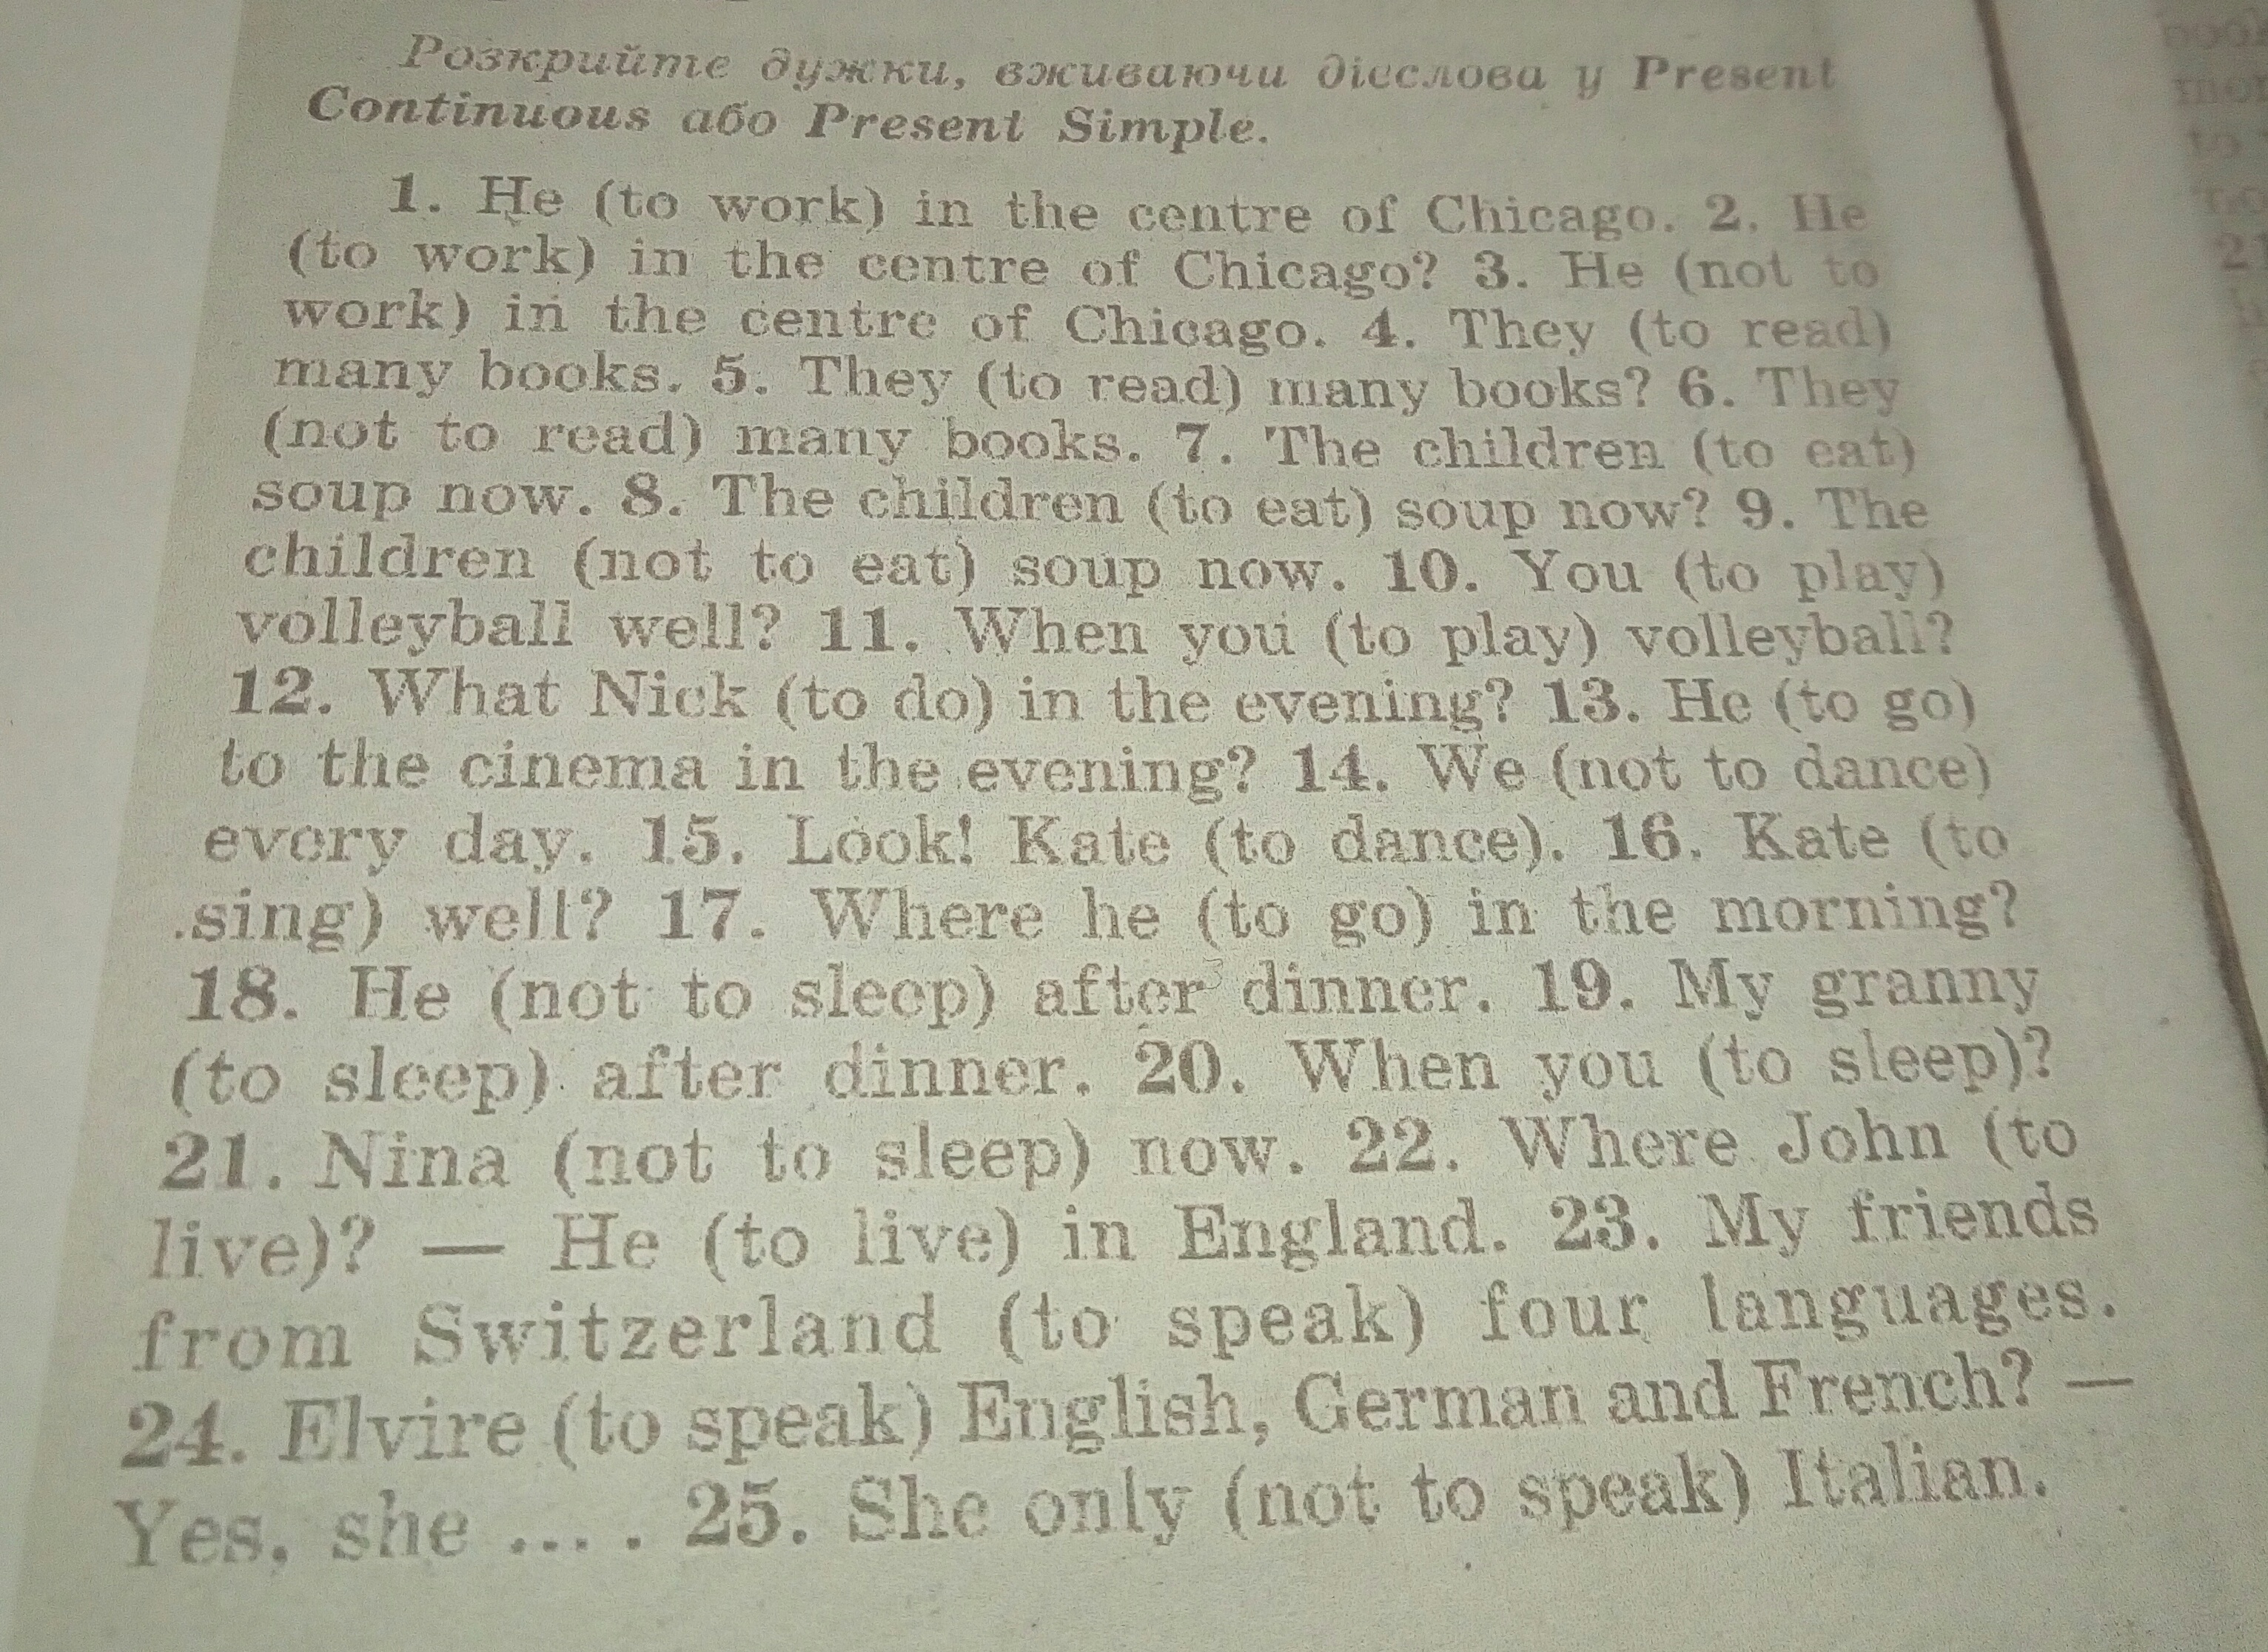 Розкрийте дужки, вживаючи дієслова у Present
Continuous або Present Simple.
1. He (to work) in the centre of Chicago. 2. He
(to work) in the centre of Chicago? 3. He (not to
work) in the centre of Chicago. 4. They (to read)
many books. 5. They (to read) many books? 6. They
(not to read) many books. 7. The children (to eat)
soup now. 8. The children (to eat) soup now? 9. The
children (not to eat) soup now. 10. You (to play)
volleyball well? 11. When you (to play) volleyball?
12. What Nick (to do) in the evening? 13. He (to go)
to the cinema in the evening? 14. We (not to dance)
every day. 15. Look! Kate (to dance). 16. Kate (to
sing) well? 17. Where he (to go) in the morning?
18. He (not to sleep) after dinner. 19. My granny
(to sleep) after dinner. 20. When you (to sleep)?
21. Nina (not to sleep) now. 22. Where John (to
live)? — He (to live) in England. 23. My friends
from Switzerland (to speak) four languages.
24. Elvire (to speak) English, German and French? —
Yes, she .... . 25. She only (not to speak) Italian.
to
21